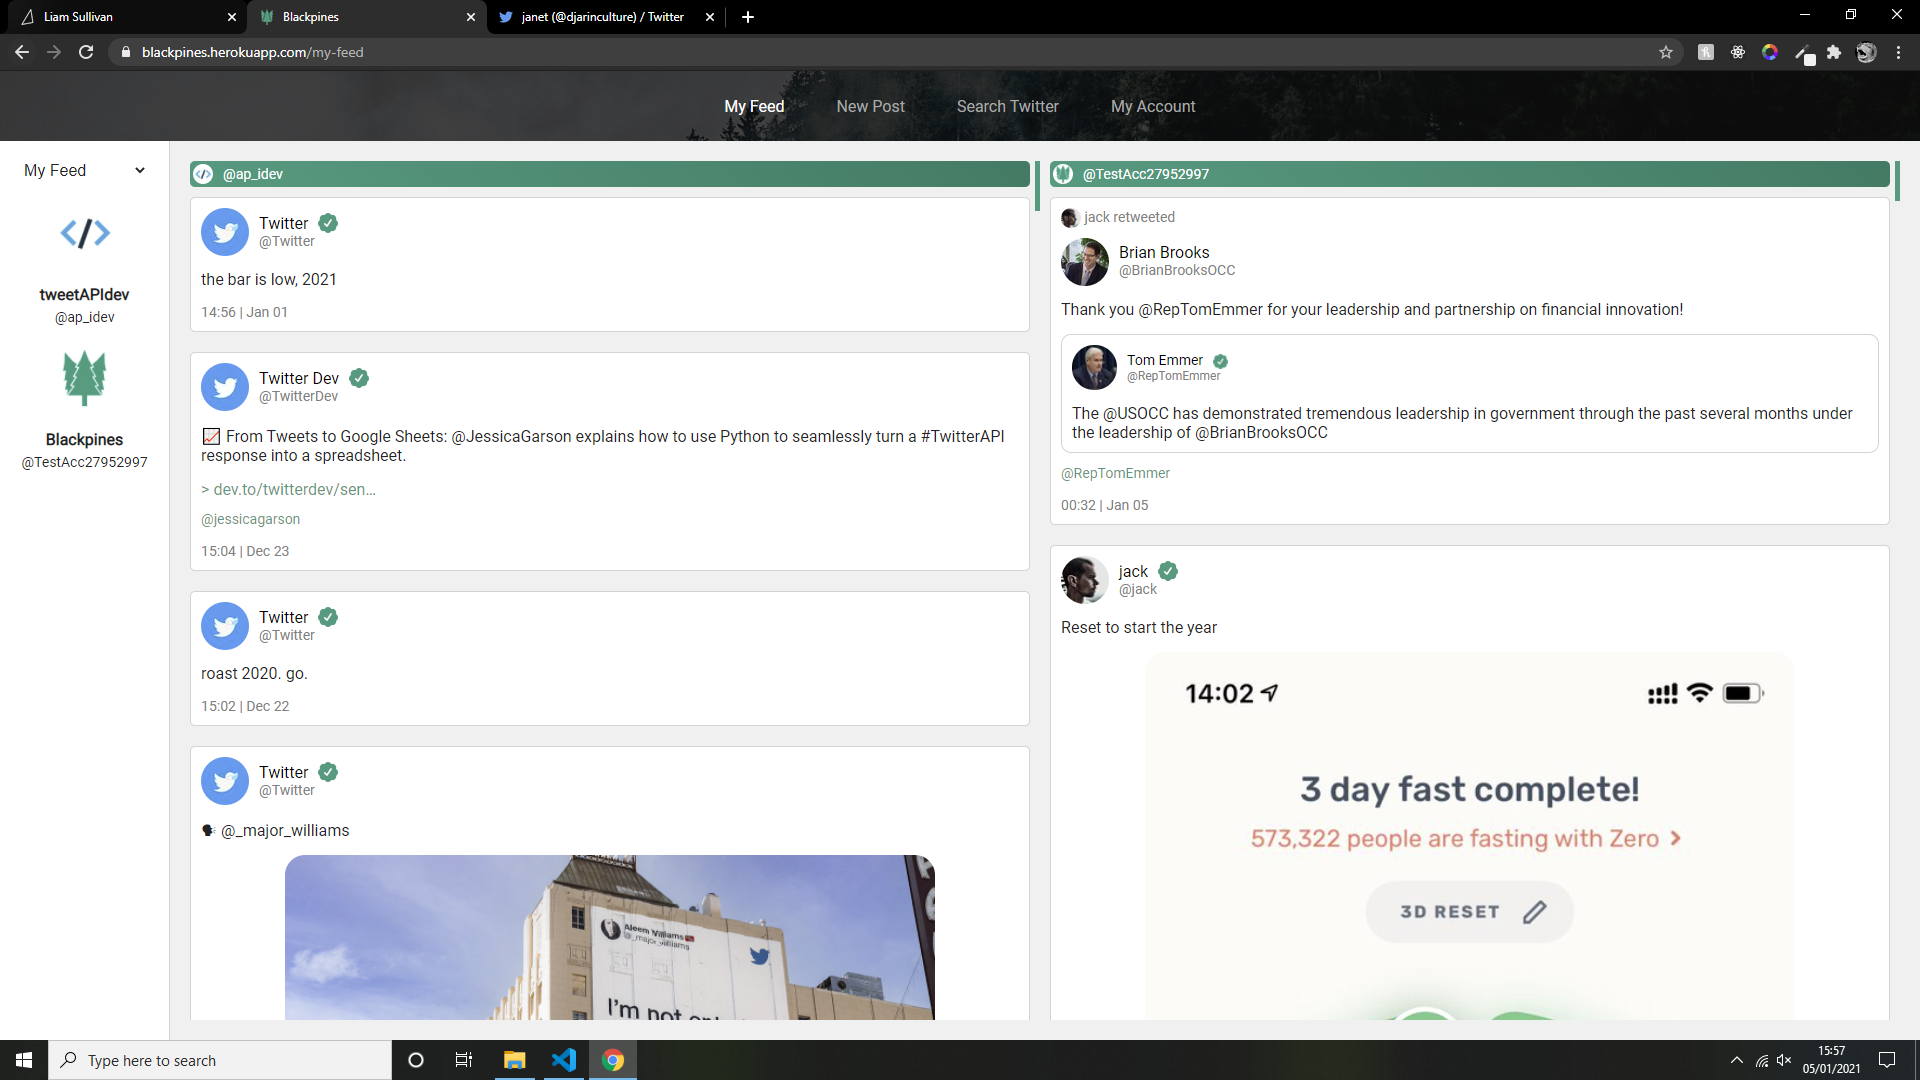 Liam Sullivan
Blackpines
janet (@djarinculture) / Twitter
blackpines.herokuapp.com/my-feed
My Feed
New Post
Search Twitter
My Account
My Feed
tweetAPIdev
@ap_idev
Blackpines
@TestAcc27952997
@ap_idev
Twitter
@Twitter
the bar is low, 2021
14:56 | Jan 01
Twitter Dev
@TwitterDev
📈 From Tweets to Google Sheets: @JessicaGarson explains how to use Python to seamlessly turn a #TwitterAPI
response into a spreadsheet.
> dev.to/twitterdev/sen…
@jessicagarson
15:04 | Dec 23
Twitter
@Twitter
roast 2020. go.
15:02 | Dec 22
Twitter
@Twitter
🗣 @_major_williams
Aleem Williams
@_major_williams
I'm not
@TestAcc27952997
jack retweeted
Brian Brooks
@BrianBrooksOCC
Thank you @RepTomEmmer for your leadership and partnership on financial innovation!
Tom Emmer
@RepTomEmmer
The @USOCC has demonstrated tremendous leadership in government through the past several months under
the leadership of @BrianBrooksOCC
@RepTomEmmer
00:32 | Jan 05
jack
@jack
Reset to start the year
14:02
3 day fast complete!
573,322 people are fasting with Zero >
3D RESET
Type here to search
15:57
05/01/2021